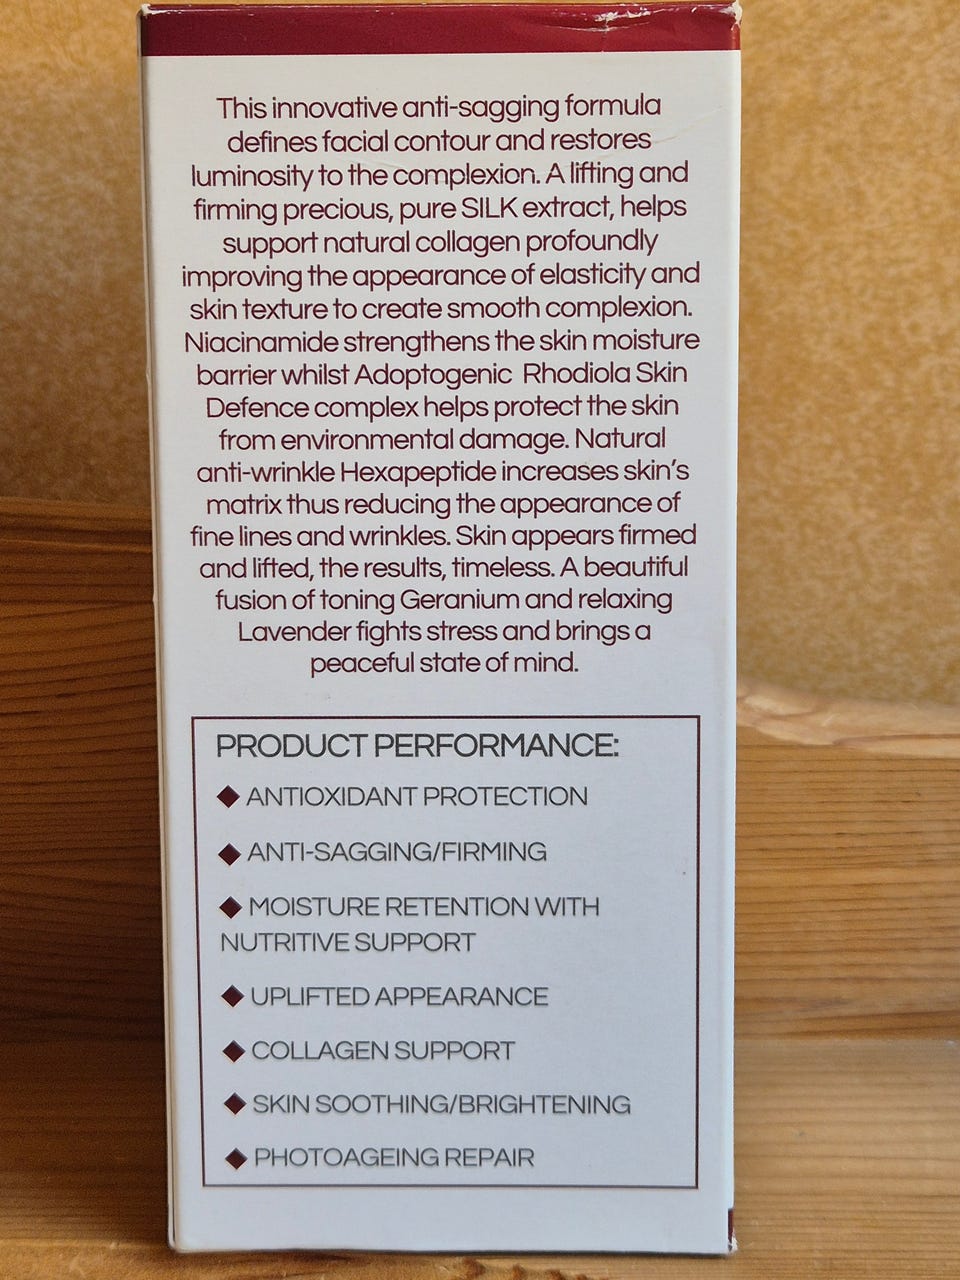 This innovative anti-sagging formula
defines facial contour and restores
luminosity to the complexion. A lifting and
firming precious, pure SILK extract, helps
support natural collagen profoundly
improving the appearance of elasticity and
skin texture to create smooth complexion.
Niacinamide strengthens the skin moisture
barrier whilst Adoptogenic Rhodiola Skin
Defence complex helps protect the skin
from environmental damage. Natural
anti-wrinkle Hexapeptide increases skin's
matrix thus reducing the appearance of
fine lines and wrinkles. Skin appears firmed
and lifted, the results, timeless. A beautiful
fusion of toning Geranium and relaxing
Lavender fights stress and brings a
peaceful state of mind.
PRODUCT PERFORMANCE:
◆ ANTIOXIDANT PROTECTION
◆ ANTI-SAGGING/FIRMING
◆ MOISTURE RETENTION WITH
NUTRITIVE SUPPORT
◆ UPLIFTED APPEARANCE
◆ COLLAGEN SUPPORT
◆ SKIN SOOTHING/BRIGHTENING
◆ PHOTOAGEING REPAIR